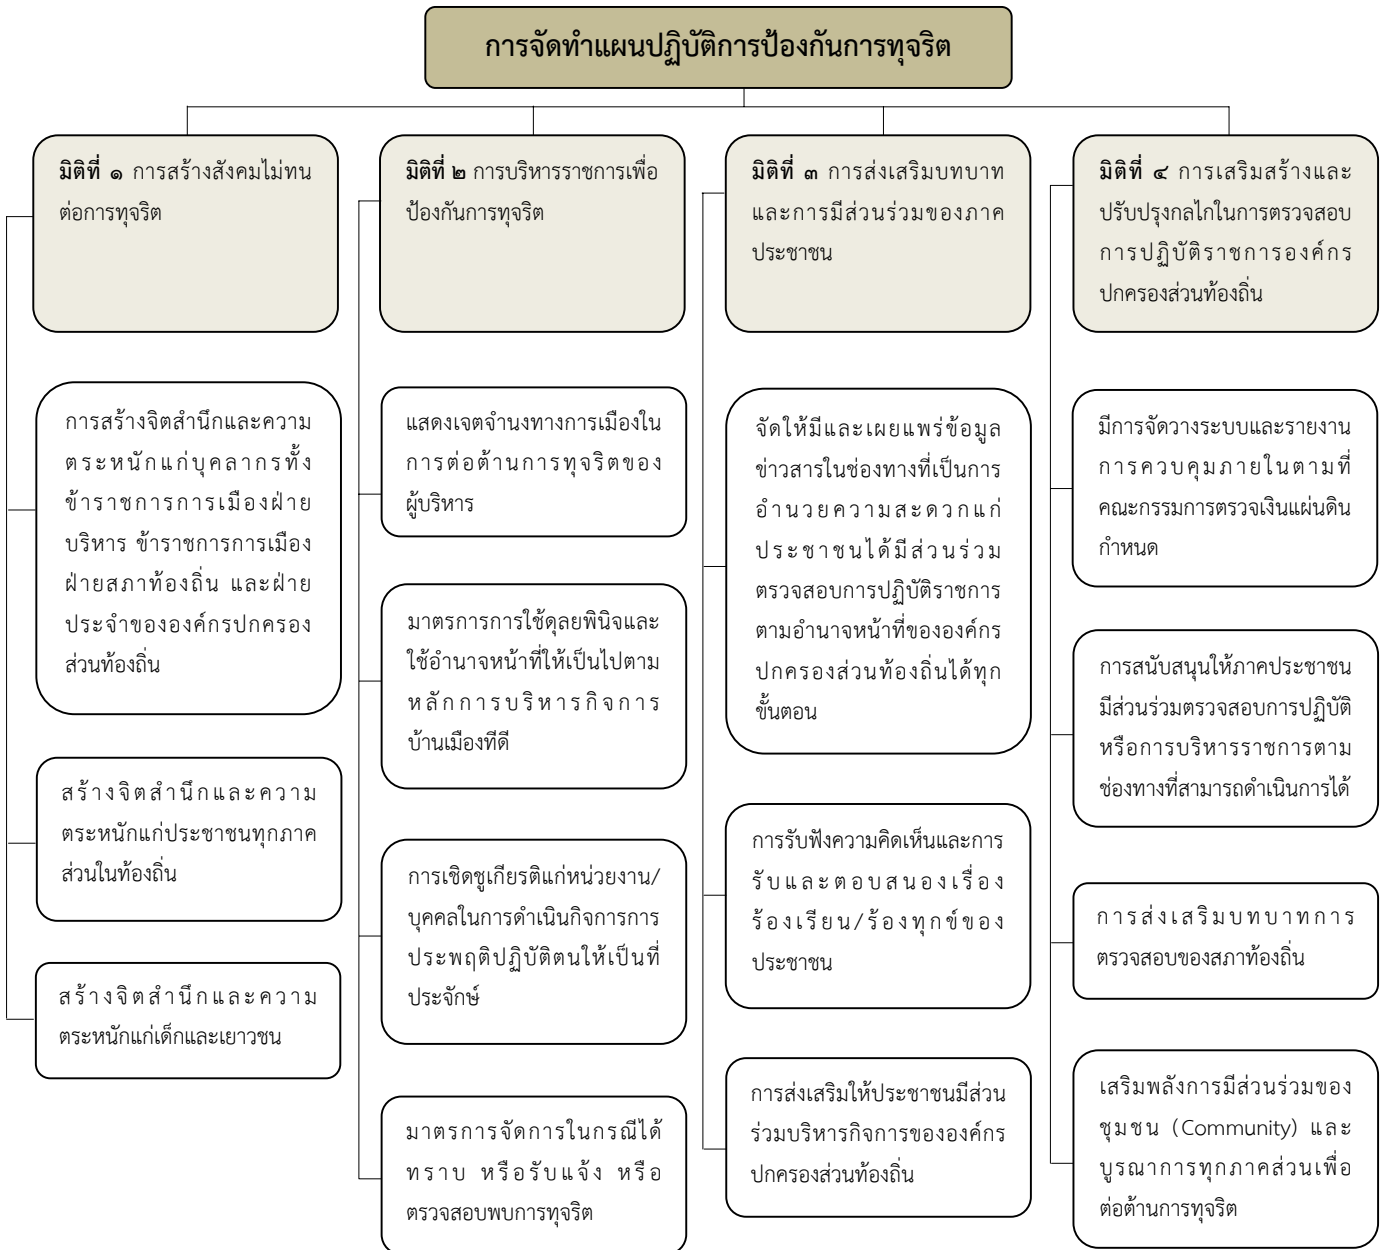 การจัดทำแผนปฏิบัติการป้องกันการทุจริต
มิติที่ ๑ การสร้างสังคมไม่ทน
ต่อการทุจริต
การสร้างจิตสำนึกและความ
ตระหนักแก่บุคลากรทั้ง
ข้าราชการการเมืองฝ่าย
บริหาร ข้าราชการการเมือง
ฝ่ายสภาท้องถิ่น และฝ่าย
ประจำขององค์กรปกครอง
ส่วนท้องถิ่น
สร้างจิตสำนึกและความ
ตระหนักแก่ประชาชนทุกภาค
ส่วนในท้องถิ่น
สร้างจิตสำนึกและความ
ตระหนักแก่เด็กและเยาวชน
มิติที่ ๒ การบริหารราชการเพื่อ
ป้องกันการทุจริต
แสดงเจตจำนงทางการเมืองใน
การต่อต้านการทุจริตของ
ผู้บริหาร
มาตรการการใช้ดุลยพินิจและ
ใช้อำนาจหน้าที่ให้เป็นไปตาม
หลักการบริหารกิจการ
บ้านเมืองทีดี
การเชิดชูเกียรติแก่หน่วยงาน/
บุคคลในการดำเนินกิจการการ
ประพฤติปฏิบัติตนให้เป็นที่
ประจักษ์
มาตรการจัดการในกรณีได้
ทราบ หรือรับแจ้ง หรือ
ตรวจสอบพบการทุจริต
มิติที่ ๓ การส่งเสริมบทบาท
และการมีส่วนร่วมของภาค
ประชาชน
จัดให้มีและเผยแพร่ข้อมูล
ข่าวสารในช่องทางที่เป็นการ
อำนวยความสะดวกแก่
ประชาชนได้มีส่วนร่วม
ตรวจสอบการปฏิบัติราชการ
ตามอำนาจหน้าที่ขององค์กร
ปกครองส่วนท้องถิ่นได้ทุก
ขั้นตอน
การรับฟังความคิดเห็นและการ
รับและตอบสนองเรื่อง
ร้องเรียน/ร้องทุกข์ของ
ประชาชน
การส่งเสริมให้ประชาชนมีส่วน
ร่วมบริหารกิจการขององค์กร
ปกครองส่วนท้องถิ่น
มิติที่ ๔ การเสริมสร้างและ
ปรับปรุงกลไกในการตรวจสอบ
การปฏิบัติราชการองค์กร
ปกครองส่วนท้องถิ่น
มีการจัดวางระบบและรายงาน
การควบคุมภายในตามที่
คณะกรรมการตรวจเงินแผ่นดิน
กำหนด
การสนับสนุนให้ภาคประชาชน
มีส่วนร่วมตรวจสอบการปฏิบัติ
หรือการบริหารราชการตาม
ช่องทางที่สามารถดำเนินการได้
การส่งเสริมบทบาทการ
ตรวจสอบของสภาท้องถิ่น
เสริมพลังการมีส่วนร่วมของ
ชุมชน (Community) และ
บูรณาการทุกภาคส่วนเพื่อ
ต่อต้านการทุจริต